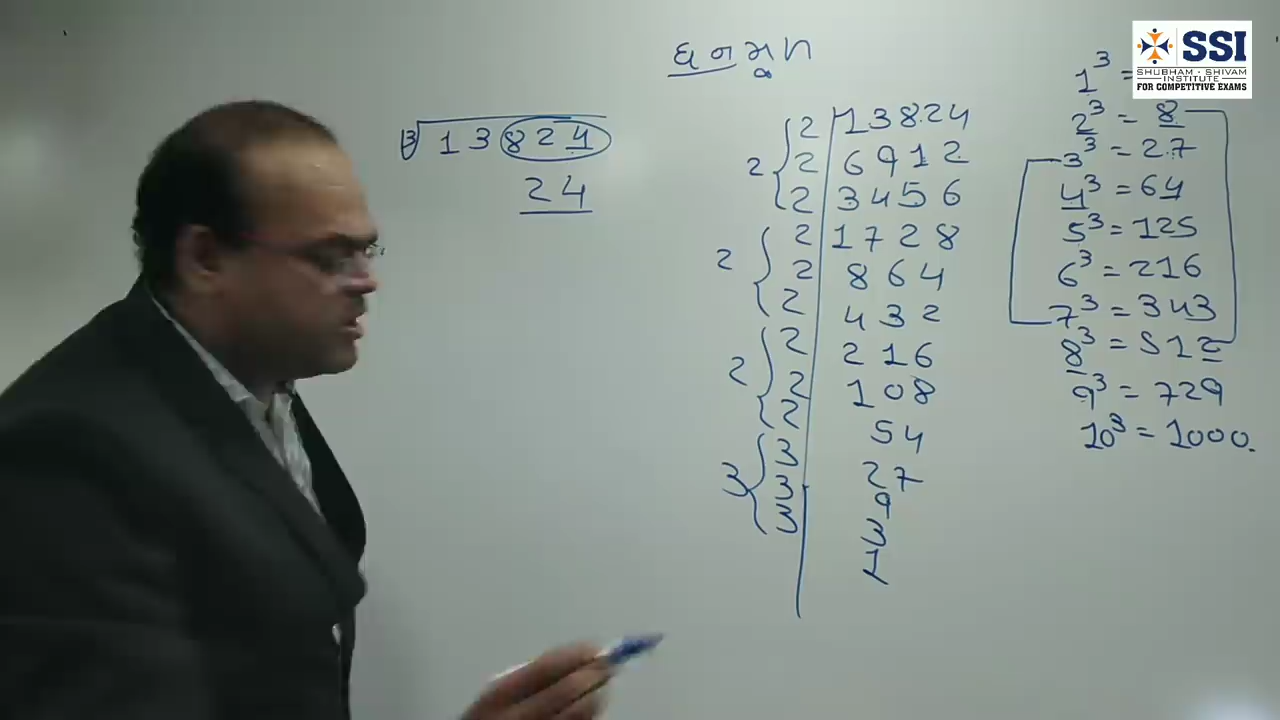 ઘનમૂળ
∛13824
24
2 | 13824
2 { 2 | 6912
2 | 3456
2 | 1728
2 { 2 | 864
2 | 432
2 | 216
2 { 2 | 108
2 | 54
3 | 27
3 { 3 | 9
3 | 3
1
1³ =
2³ = 8
3³ = 27
4³ = 64
5³ = 125
6³ = 216
7³ = 343
8³ = 512
9³ = 729
10³ = 1000.
SSI
SHUBHAM - SHIVAM
INSTITUTE
FOR COMPETITIVE EXAMS